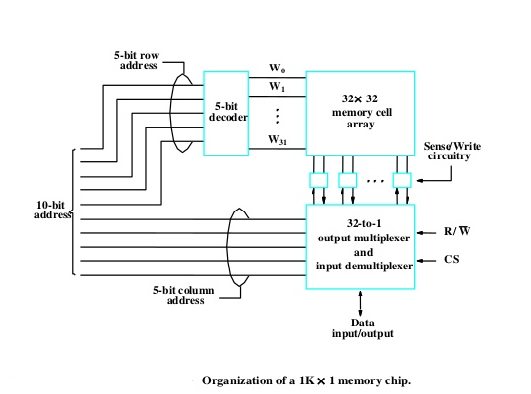 5-bit row
address
W0
W1
W31
5-bit
decoder
32× 32
memory cell
array
Sense/Write
circuitry
10-bit
address
32-to-1
output multiplexer
and
input demultiplexer
R/ W̅
CS
5-bit column
address
Data
input/output
Organization of a 1K × 1 memory chip.